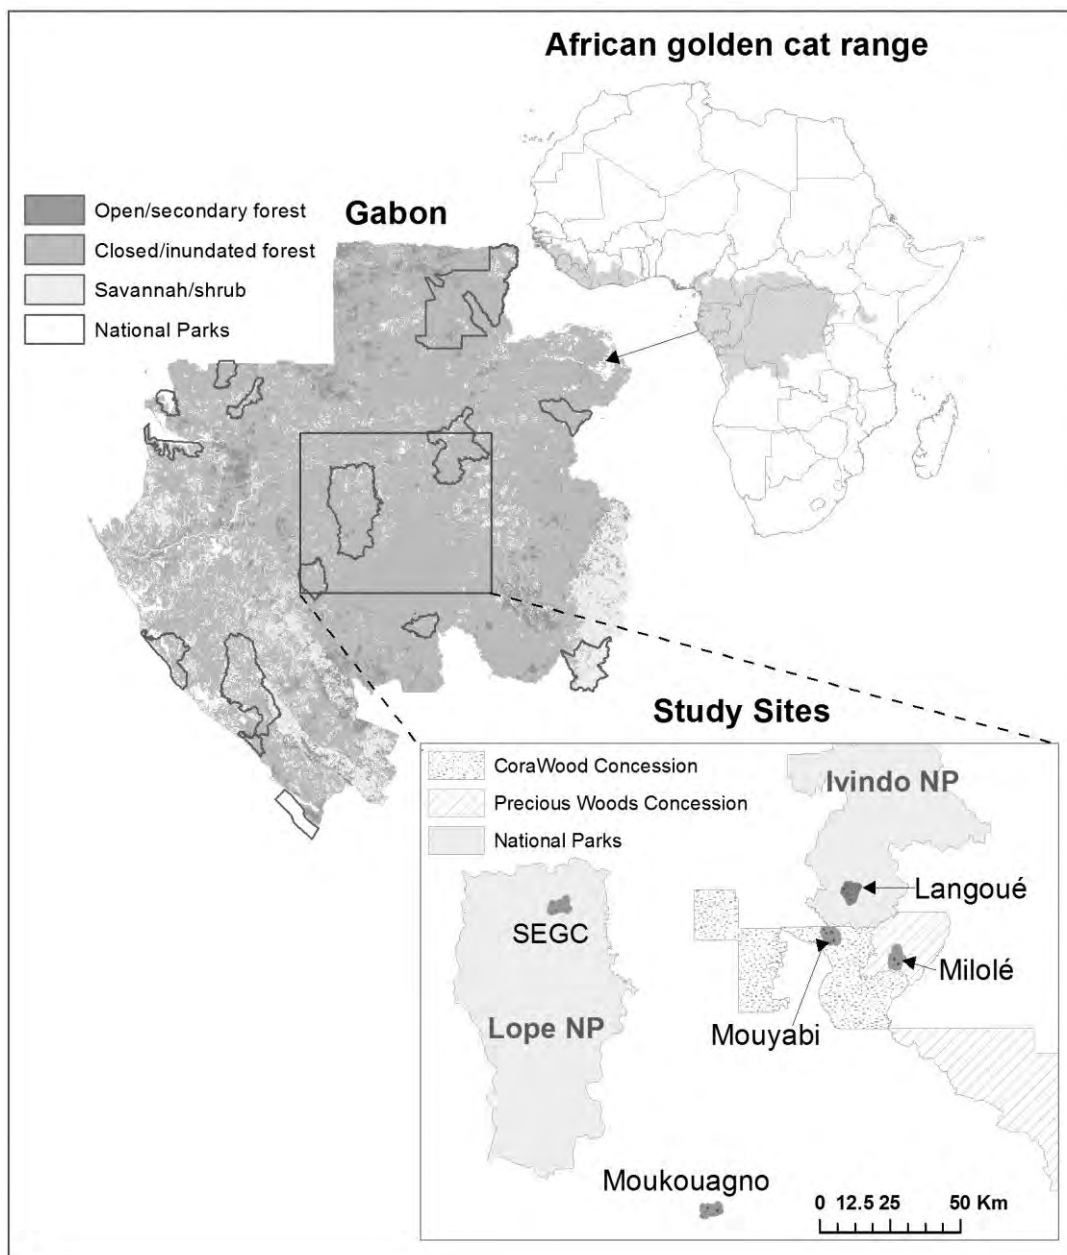 African golden cat range
Gabon
Open/secondary forest
Closed/inundated forest
Savannah/shrub
National Parks
Study Sites
CoraWood Concession
Precious Woods Concession
National Parks
Ivindo NP
Langoué
SEGC
Milolé
Lope NP
Mouyabi
Moukouagno
0 12.5 25 50 Km